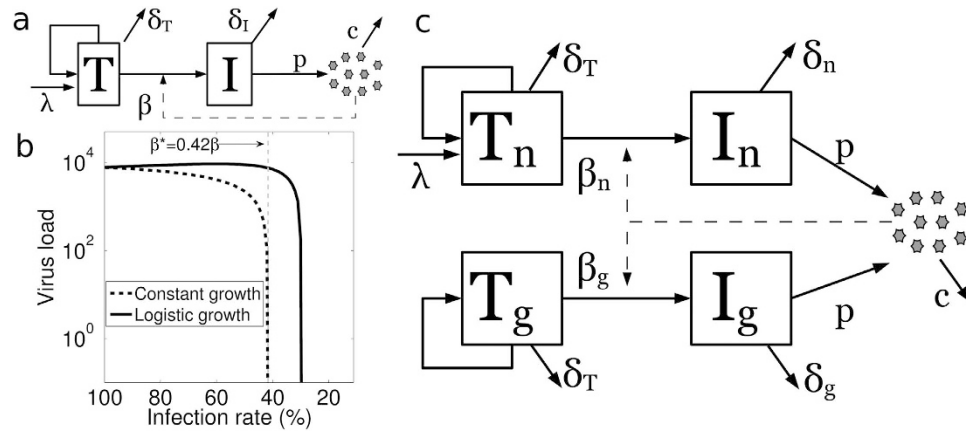 a
δT
δI
c
T
I
p
λ
β
b
β*=0.42β
10^4
10^2
10^0
Virus load
Constant growth
Logistic growth
100 80 60 40 20
Infection rate (%)
c
δT
δn
Tn
In
p
λ
βn
βg
Tg
Ig
p
c
δT
δg